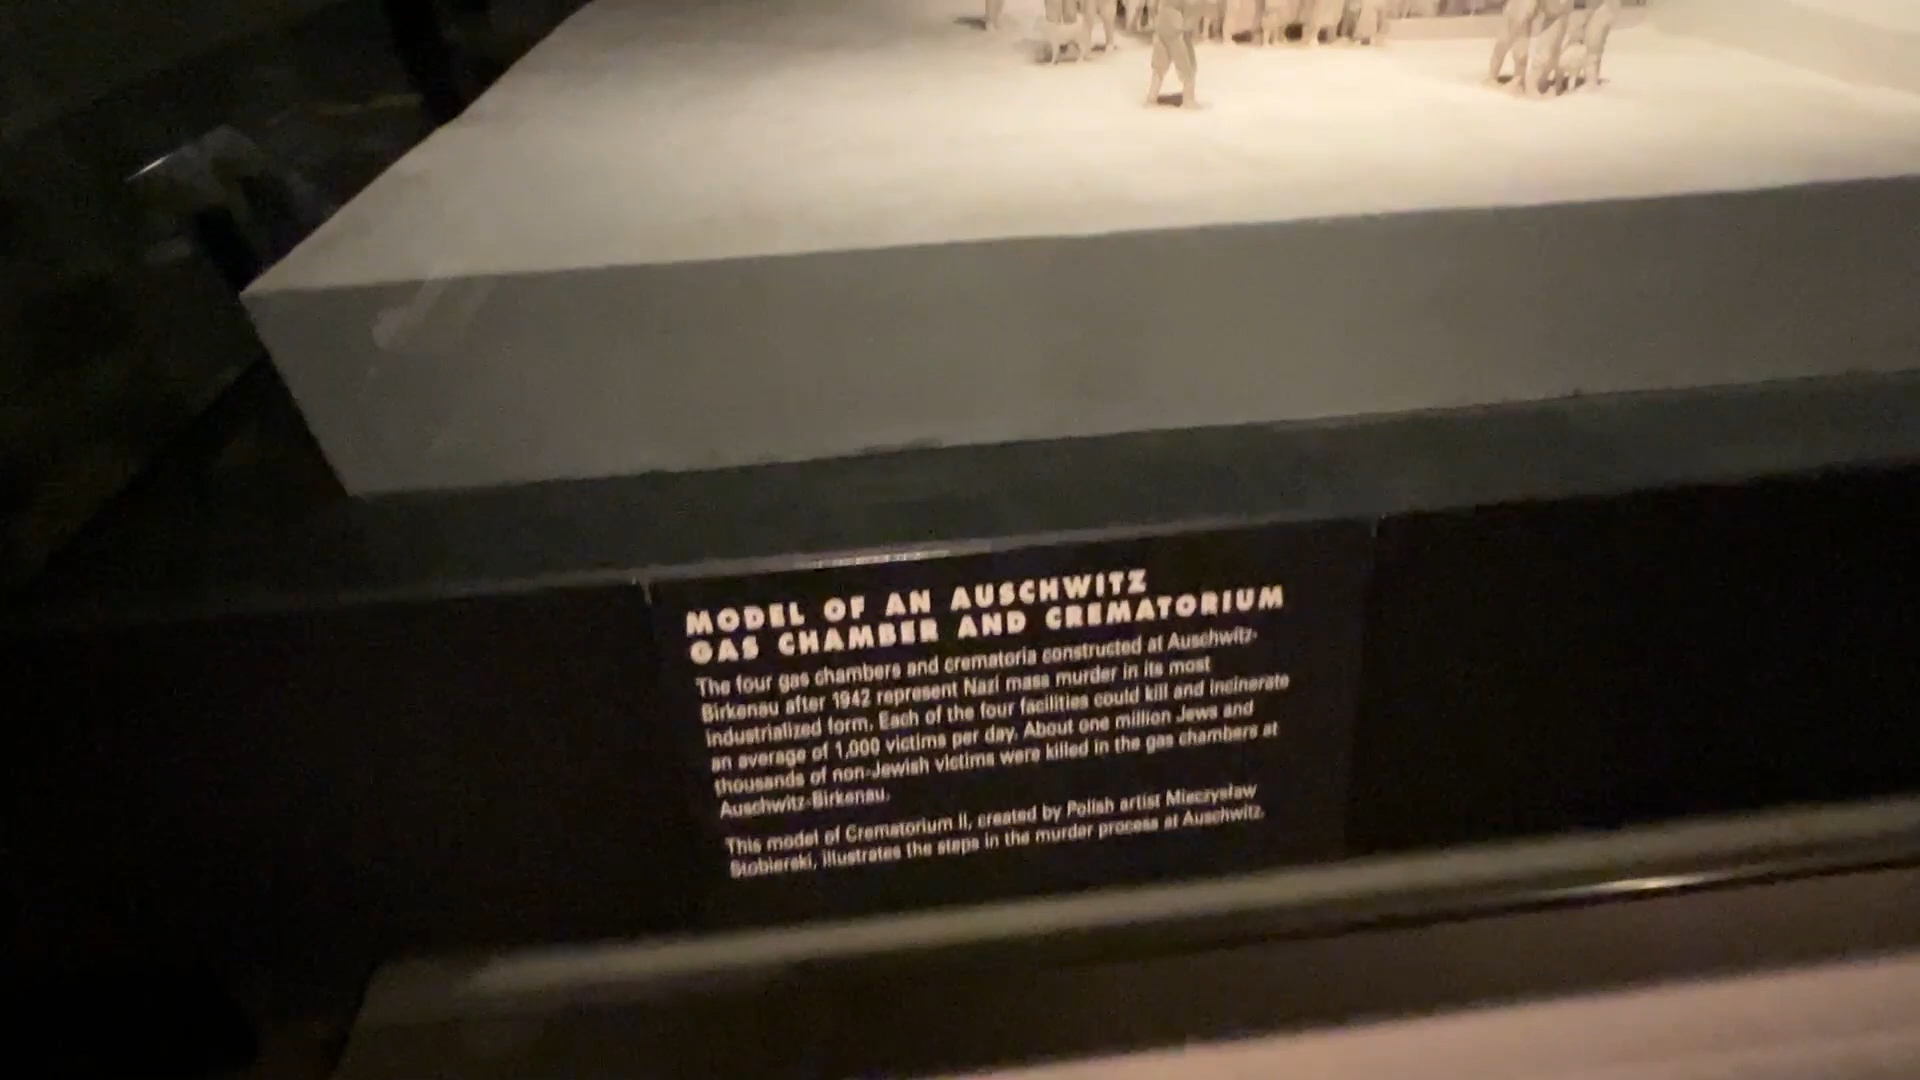 MODEL OF AN AUSCHWITZ
GAS CHAMBER AND CREMATORIUM
The four gas chambers and crematoria constructed at Auschwitz-
Birkenau after 1942 represent Nazi mass murder in its most
industrialized form. Each of the four facilities could kill and incinerate
an average of 1,000 victims per day. About one million Jews and
thousands of non-Jewish victims were killed in the gas chambers at
Auschwitz-Birkenau.
This model of Crematorium II, created by Polish artist Mieczyslaw
Stobierski, illustrates the steps in the murder process at Auschwitz.